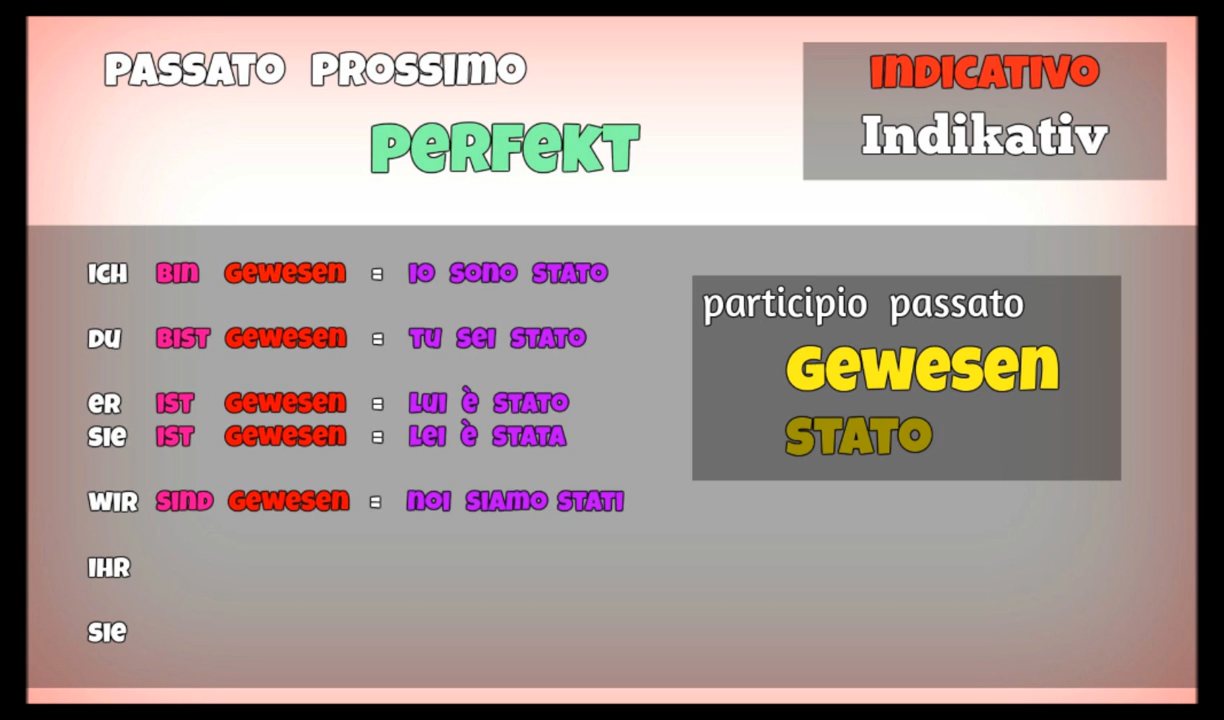 PASSATO PROSSIMO
PERFEKT
INDICATIVO
Indikativ
ICH BIN GEWESEN = IO SONO STATO
DU BIST GEWESEN = TU SEI STATO
ER IST GEWESEN = LUI È STATO
SIE IST GEWESEN = LEI È STATA
WIR SIND GEWESEN = NOI SIAMO STATI
IHR
SIE
participio passato
GEWESEN
STATO